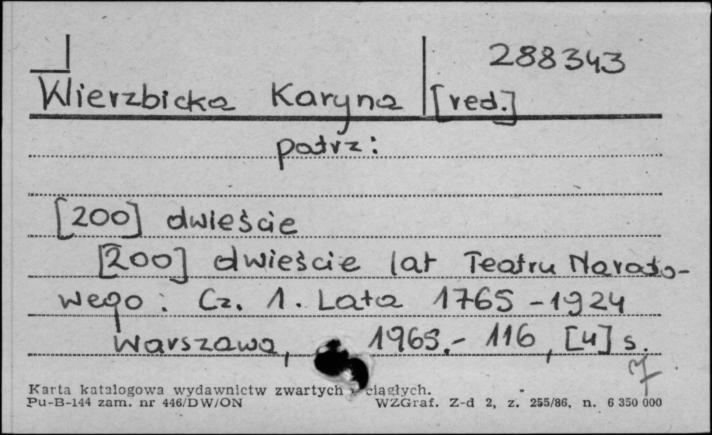 288343
Wierzbicka Karyna [red.]
patrz:
[200] dwieście
[200] dwieście lat Teatru Narodo-
wego: Cz. 1. Lata 1765-1924
Warszawa, 1965.- 116, [4] s.
7
Karta katalogowa wydawnictw zwartych i ciągłych.
Pu-B-144 zam. nr 446/DW/ON WZGraf. Z-d 2, z. 255/86, n. 6 350 000